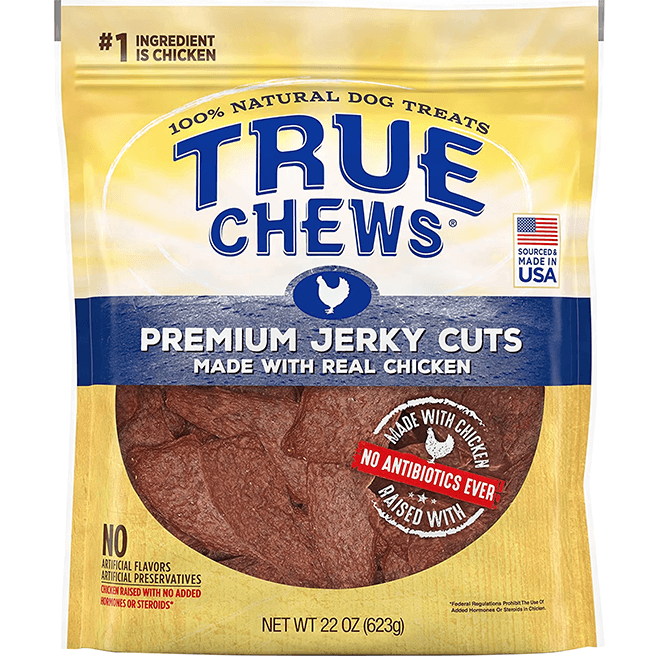 #1 INGREDIENT
IS CHICKEN
100% NATURAL DOG TREATS
TRUE
CHEWS®
SOURCED &
MADE IN
USA
PREMIUM JERKY CUTS
MADE WITH REAL CHICKEN
MADE WITH CHICKEN
NO ANTIBIOTICS EVER
RAISED WITH
NO
ARTIFICIAL FLAVORS
ARTIFICIAL PRESERVATIVES
CHICKEN RAISED WITH NO ADDED
HORMONES OR STEROIDS*
*Federal Regulations Prohibit The Use Of
Added Hormones Or Steroids in Chicken.
NET WT 22 OZ (623g)